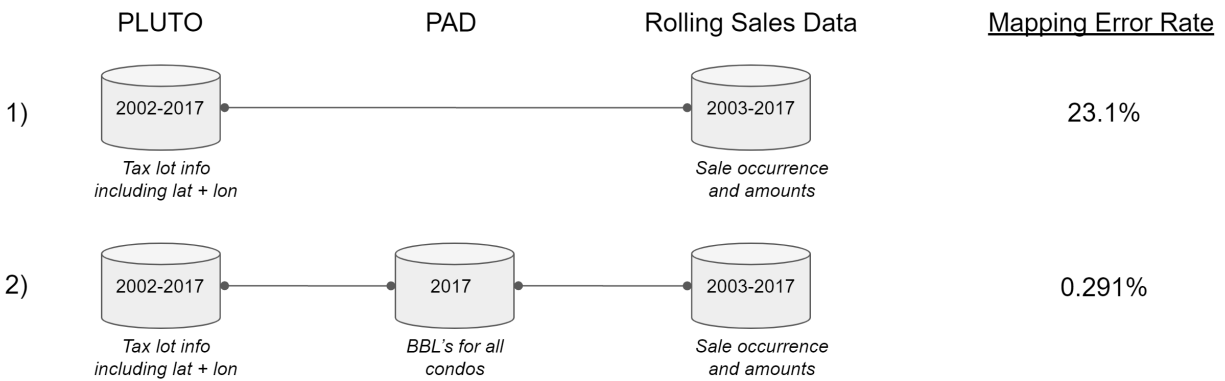 PLUTO PAD Rolling Sales Data Mapping Error Rate
1) 2002-2017 2003-2017 23.1%
Tax lot info Sale occurrence
including lat + lon and amounts
2) 2002-2017 2017 2003-2017 0.291%
Tax lot info BBL's for all Sale occurrence
including lat + lon condos and amounts